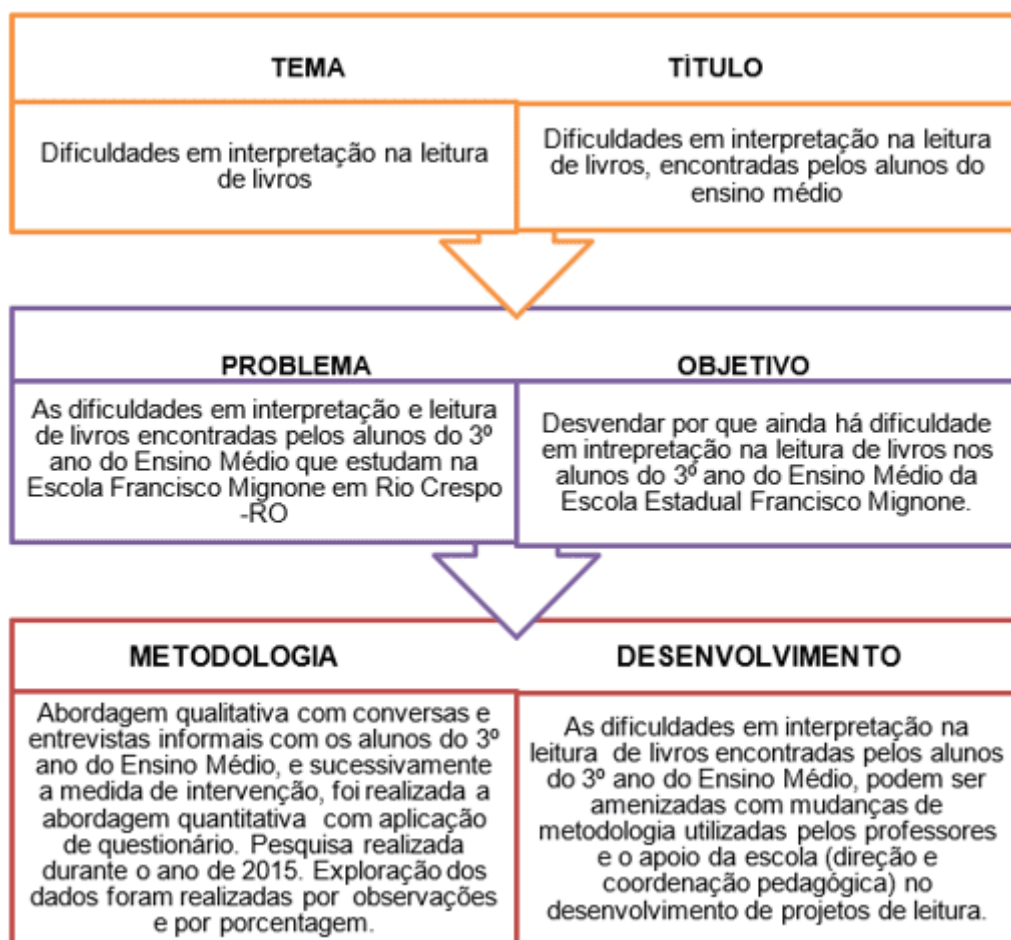 TEMA
TÍTULO
Dificuldades em interpretação na leitura
de livros
Dificuldades em interpretação na leitura
de livros, encontradas pelos alunos do
ensino médio
PROBLEMA
OBJETIVO
As dificuldades em interpretação e leitura
de livros encontradas pelos alunos do 3º
ano do Ensino Médio que estudam na
Escola Francisco Mignone em Rio Crespo
-RO
Desvendar por que ainda há dificuldade
em intrepretação na leitura de livros nos
alunos do 3º ano do Ensino Médio da
Escola Estadual Francisco Mignone.
METODOLOGIA
DESENVOLVIMENTO
Abordagem qualitativa com conversas e
entrevistas informais com os alunos do 3º
ano do Ensino Médio, e sucessivamente
a medida de intervenção, foi realizada a
abordagem quantitativa com aplicação
de questionário. Pesquisa realizada
durante o ano de 2015. Exploração dos
dados foram realizadas por observações
e por porcentagem.
As dificuldades em interpretação na
leitura de livros encontradas pelos alunos
do 3º ano do Ensino Médio, podem ser
amenizadas com mudanças de
metodologia utilizadas pelos professores
e o apoio da escola (direção e
coordenação pedagógica) no
desenvolvimento de projetos de leitura.